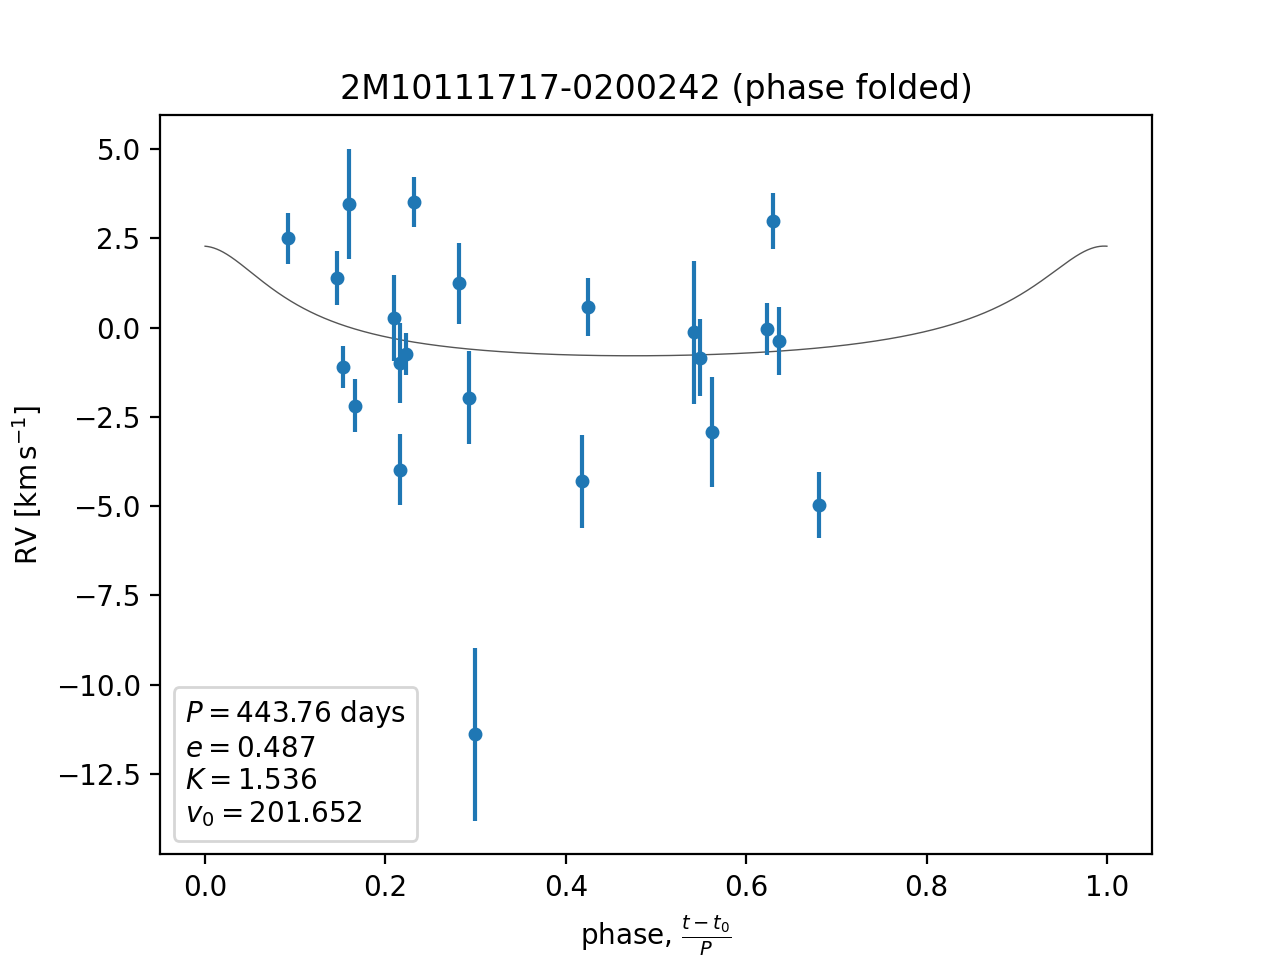 2M10111717-0200242 (phase folded)
5.0
2.5
0.0
−2.5
−5.0
−7.5
−10.0
−12.5
RV [km s⁻¹]
P = 443.76 days
e = 0.487
K = 1.536
v₀ = 201.652
0.0 0.2 0.4 0.6 0.8 1.0
phase, (t − t₀)/P